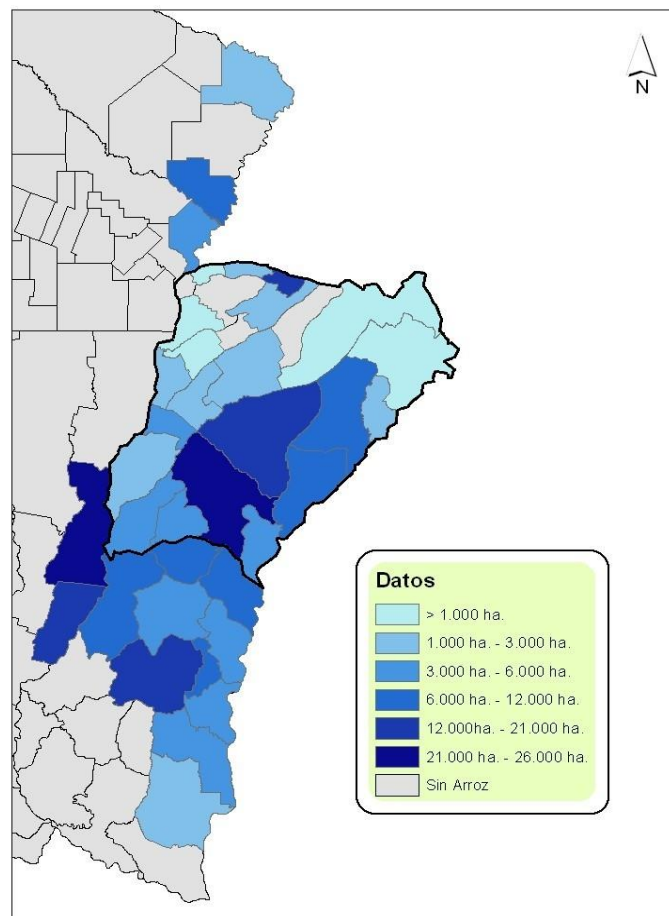 N
Datos
> 1.000 ha.
1.000 ha. - 3.000 ha.
3.000 ha. - 6.000 ha.
6.000 ha. - 12.000 ha.
12.000ha. - 21.000 ha.
21.000 ha. - 26.000 ha.
Sin Arroz